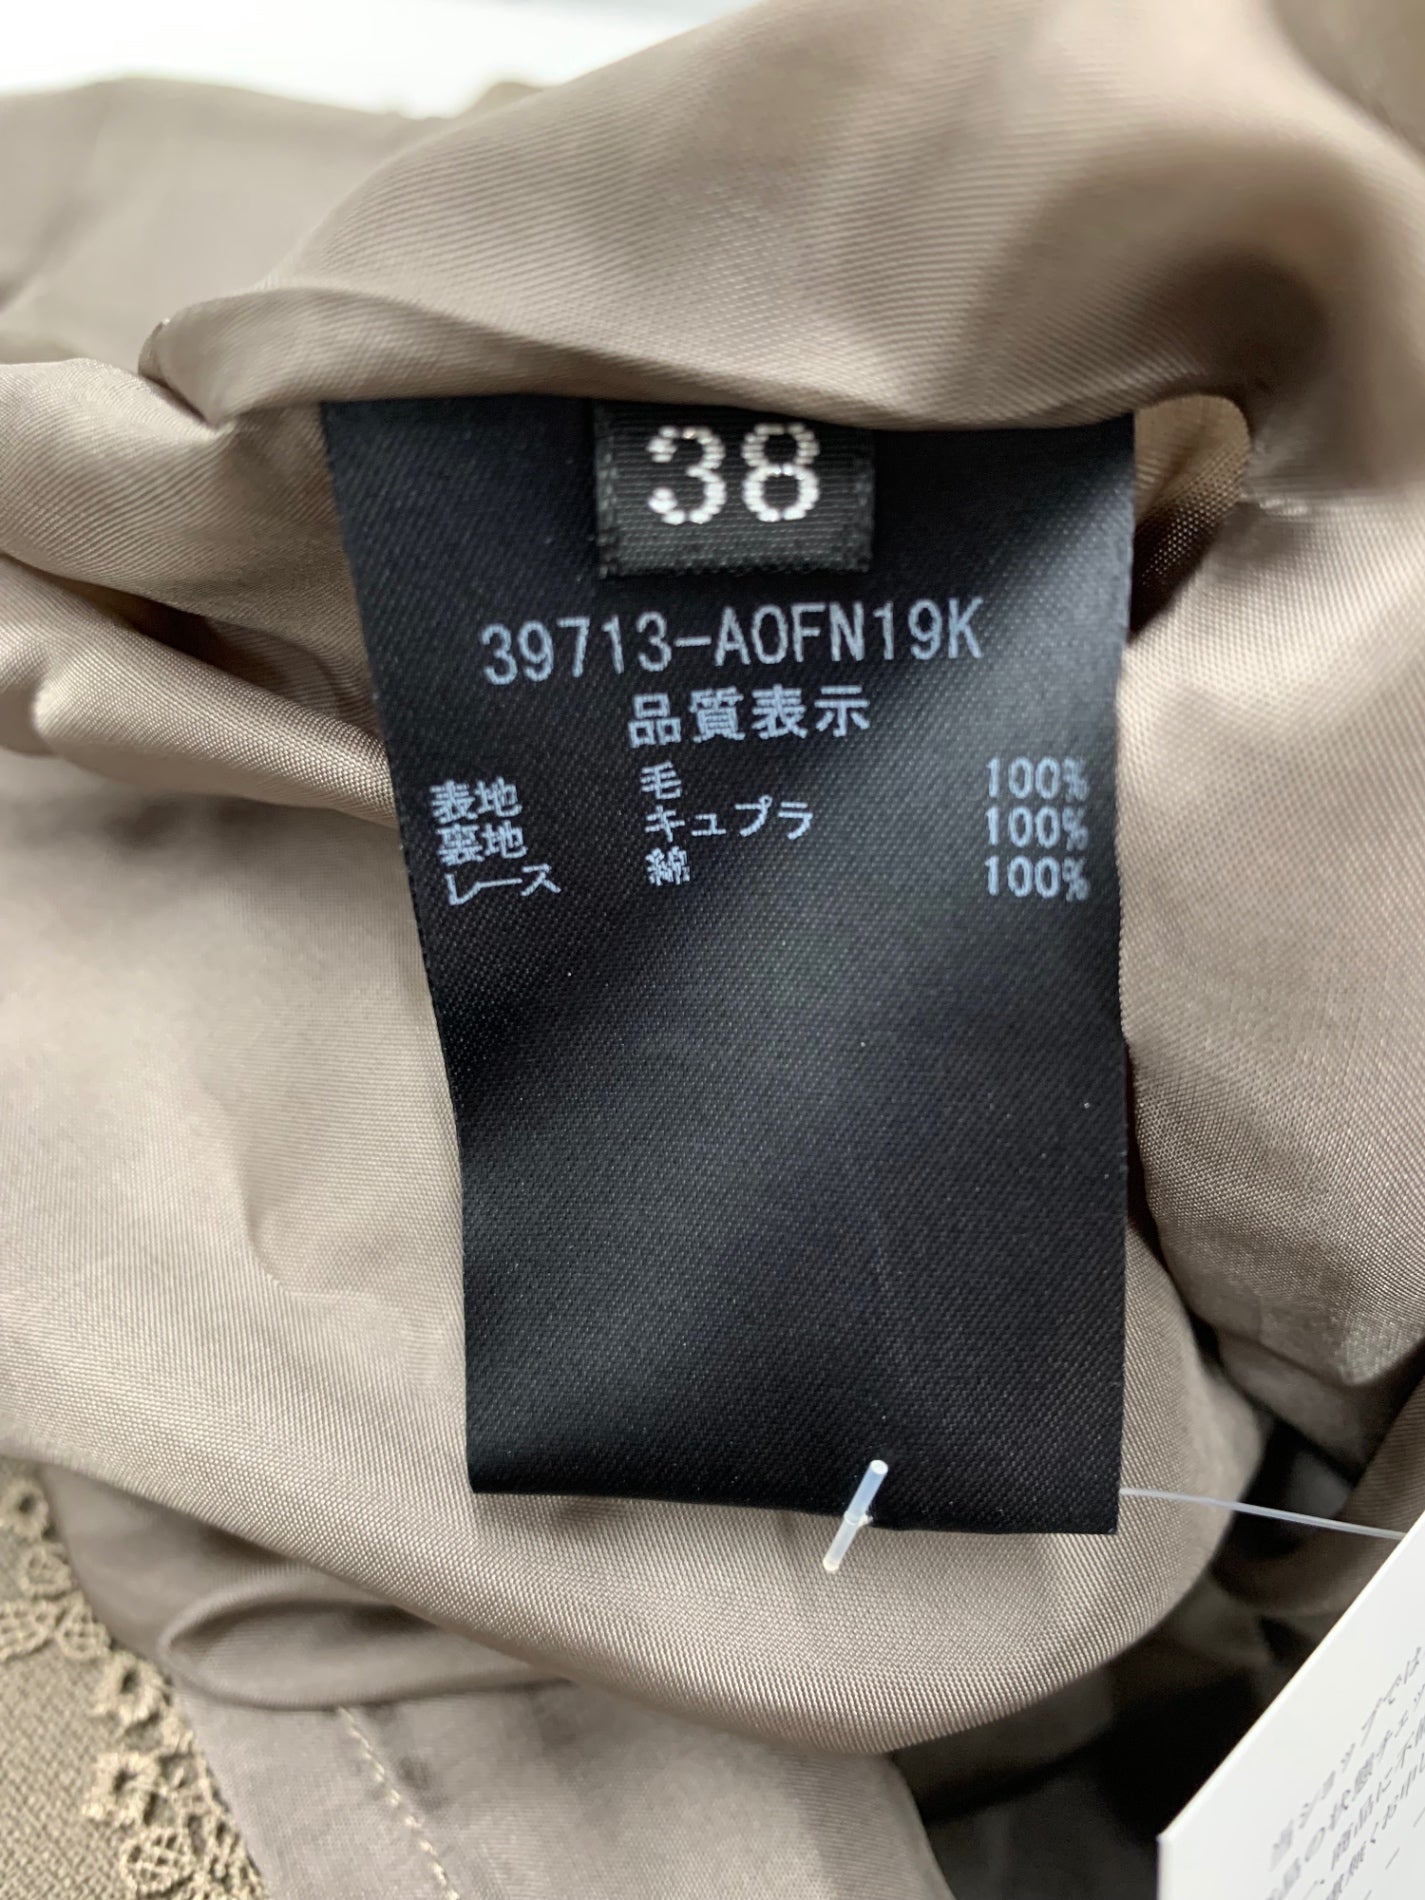 38
39713-AOFN19K
品質表示
表地 毛 100%
裏地 キュプラ 100%
レース 綿 100%